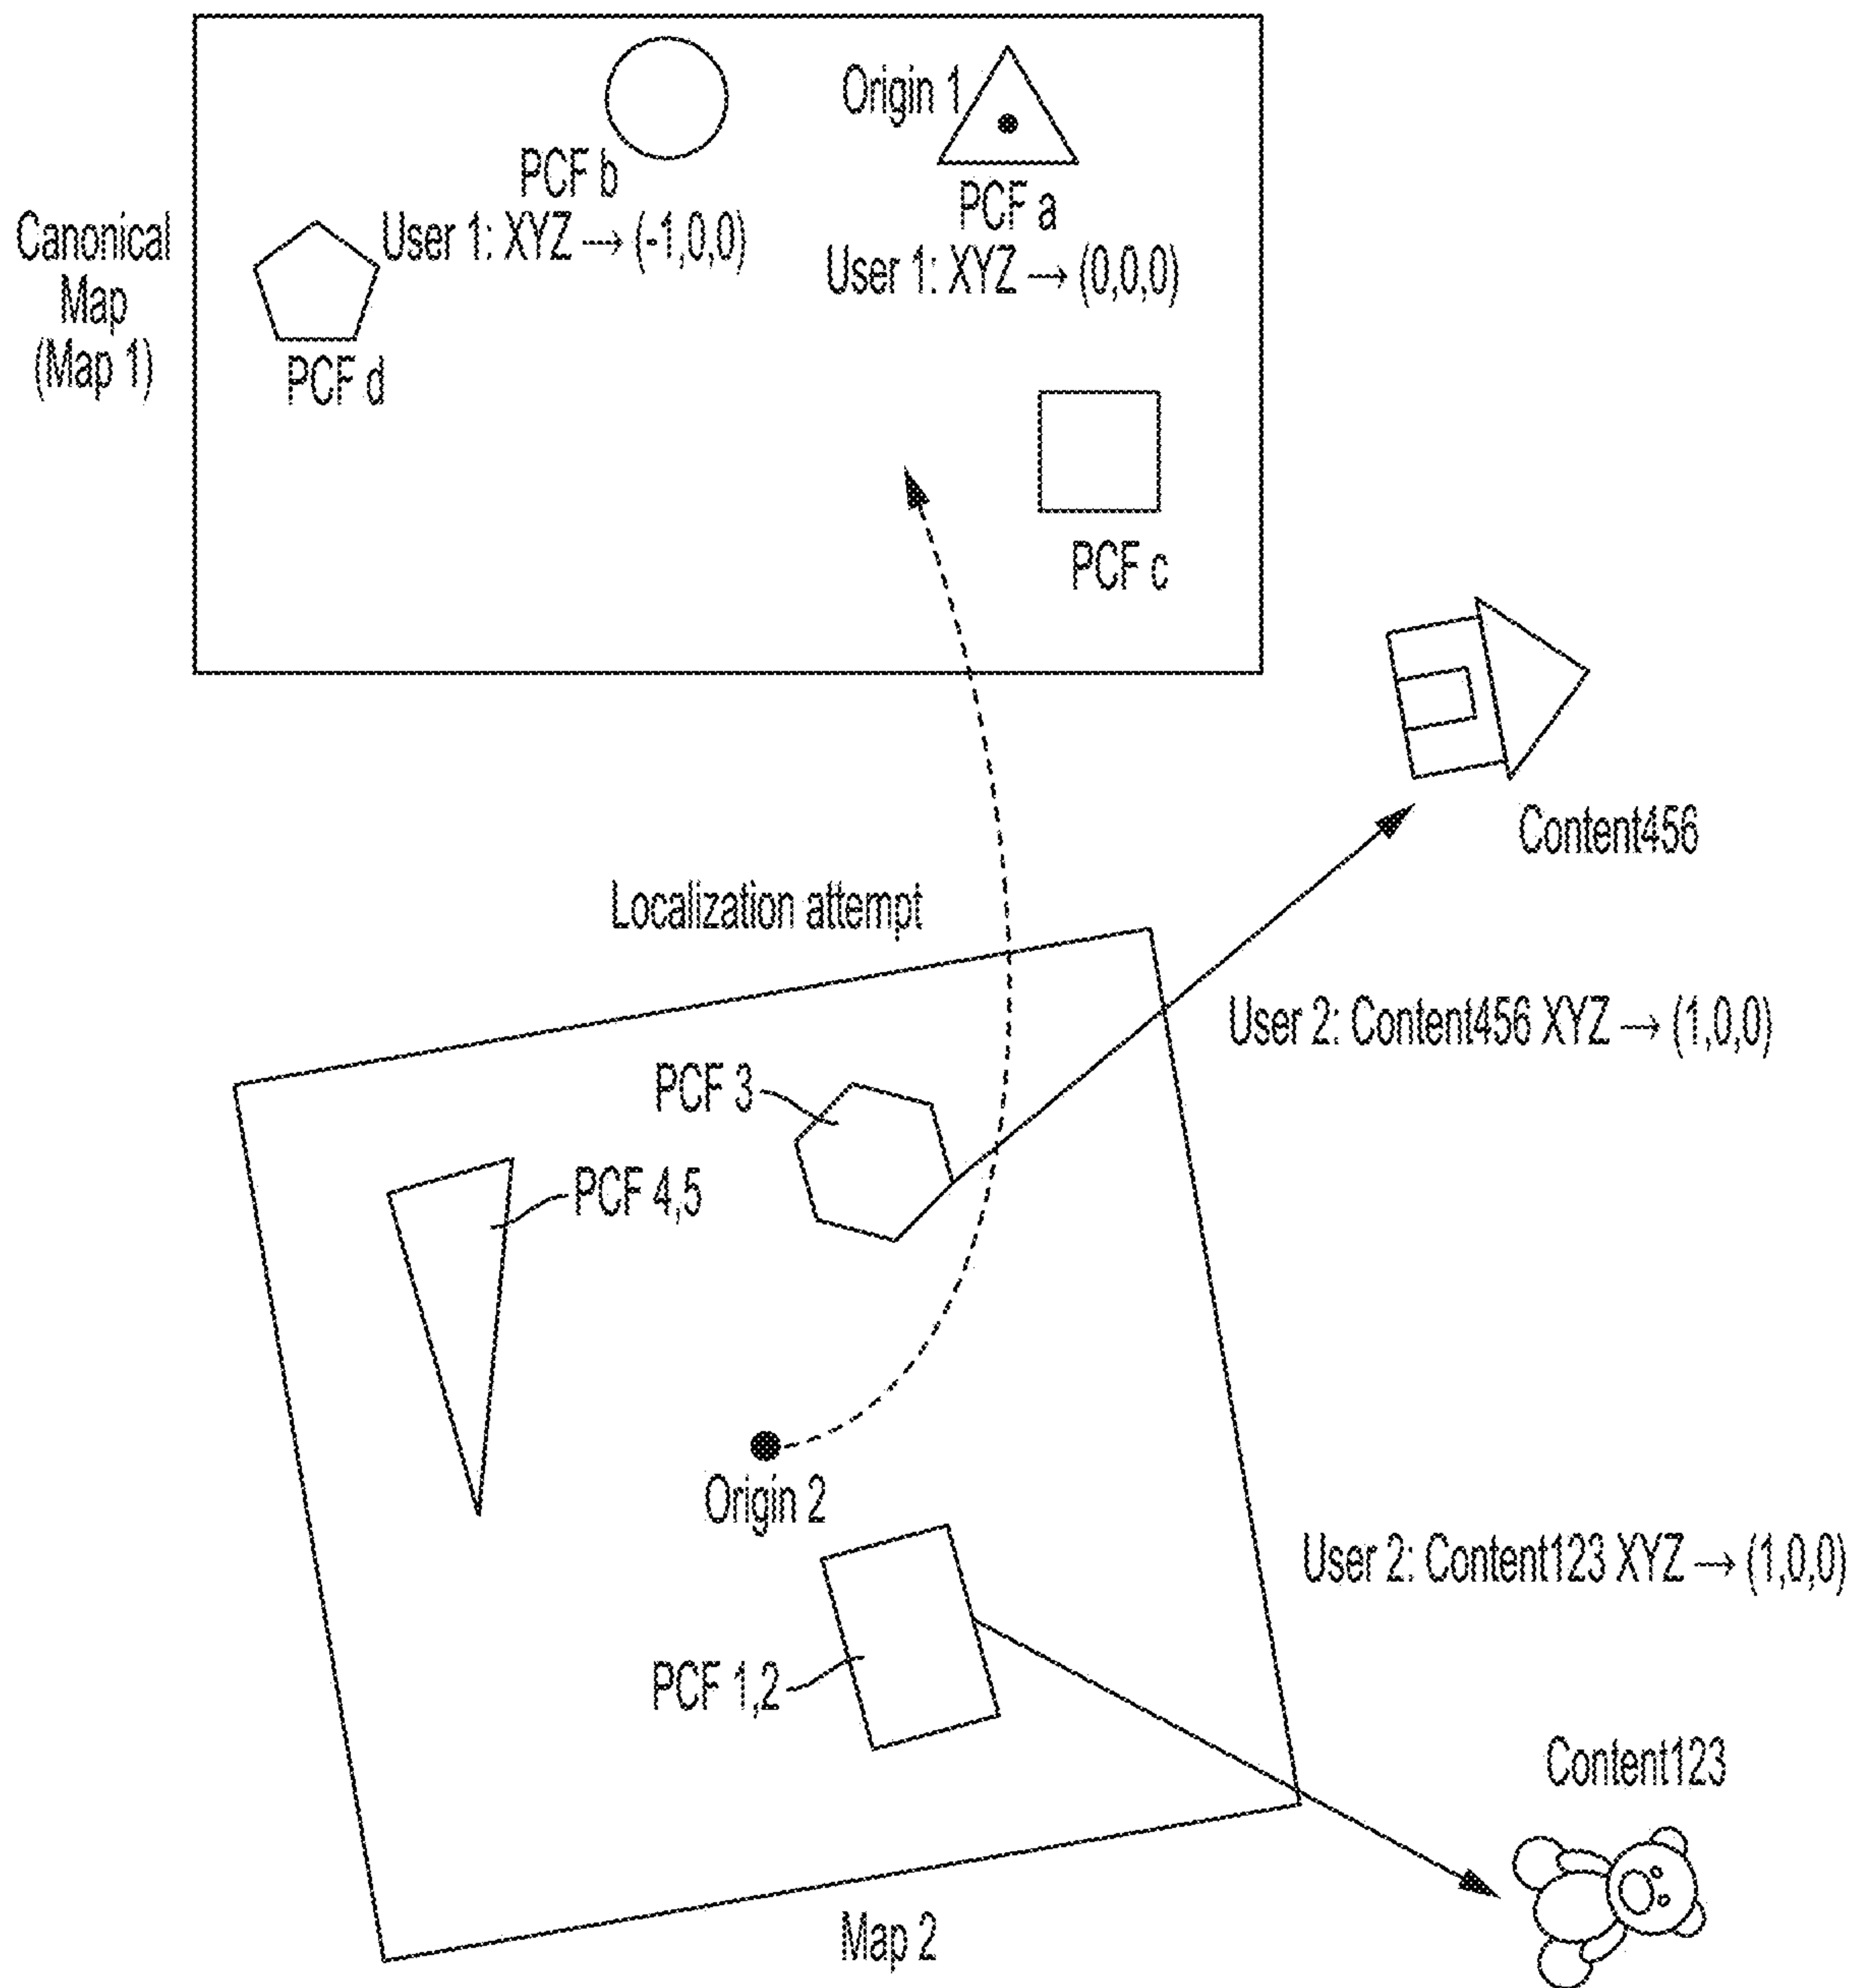 Origin 1
PCF b
PCF a
Canonical
Map
(Map 1)
User 1: XYZ → (-1,0,0)
User 1: XYZ → (0,0,0)
PCF d
PCF c
Content456
Localization attempt
User 2: Content456 XYZ → (1,0,0)
PCF 3
PCF 4,5
Origin 2
User 2: Content123 XYZ → (1,0,0)
PCF 1,2
Content123
Map 2